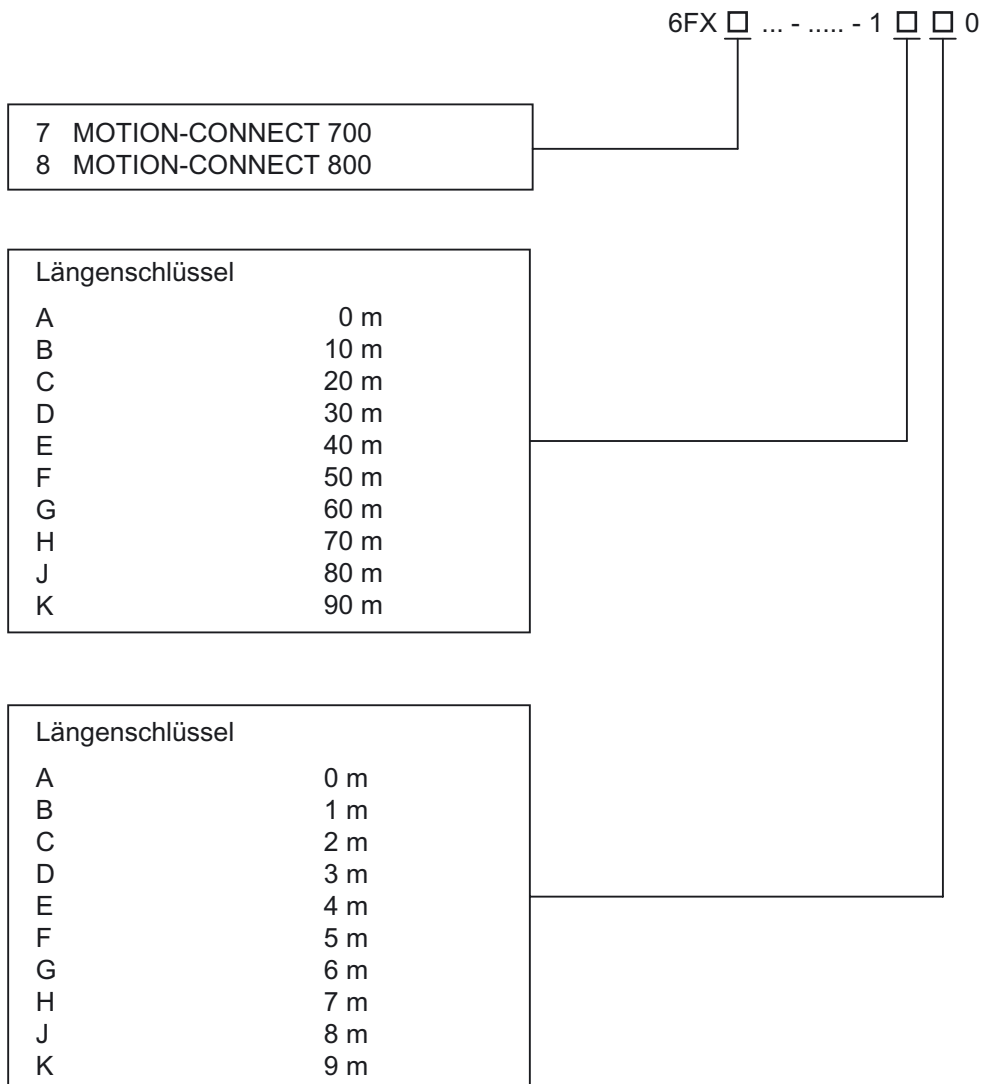 6FX □ ... - ..... - 1 □ □ 0
7 MOTION-CONNECT 700
8 MOTION-CONNECT 800
Längenschlüssel
A 0 m
B 10 m
C 20 m
D 30 m
E 40 m
F 50 m
G 60 m
H 70 m
J 80 m
K 90 m
Längenschlüssel
A 0 m
B 1 m
C 2 m
D 3 m
E 4 m
F 5 m
G 6 m
H 7 m
J 8 m
K 9 m